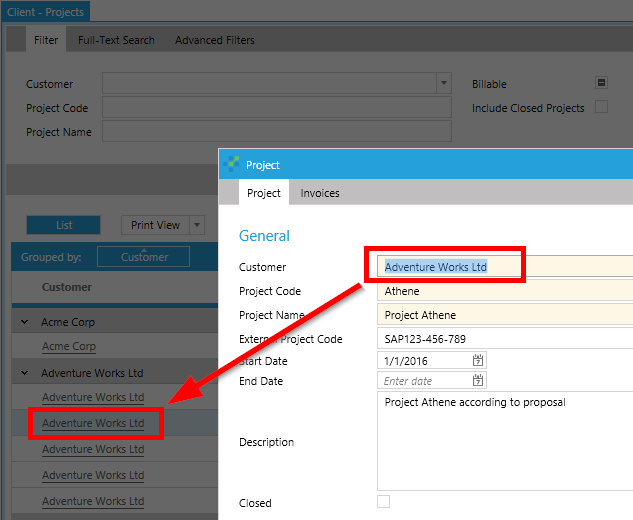 Client - Projects
Filter Full-Text Search Advanced Filters
Customer
Billable
Project Code
Include Closed Projects
Project Name
List
Print View
Grouped by: Customer
Customer
Acme Corp
Acme Corp
Adventure Works Ltd
Adventure Works Ltd
Adventure Works Ltd
Adventure Works Ltd
Adventure Works Ltd
Project
Project Invoices
General
Customer Adventure Works Ltd
Project Code Athene
Project Name Project Athene
External Project Code SAP123-456-789
Start Date 1/1/2016
End Date Enter date
Project Athene according to proposal
Description
Closed